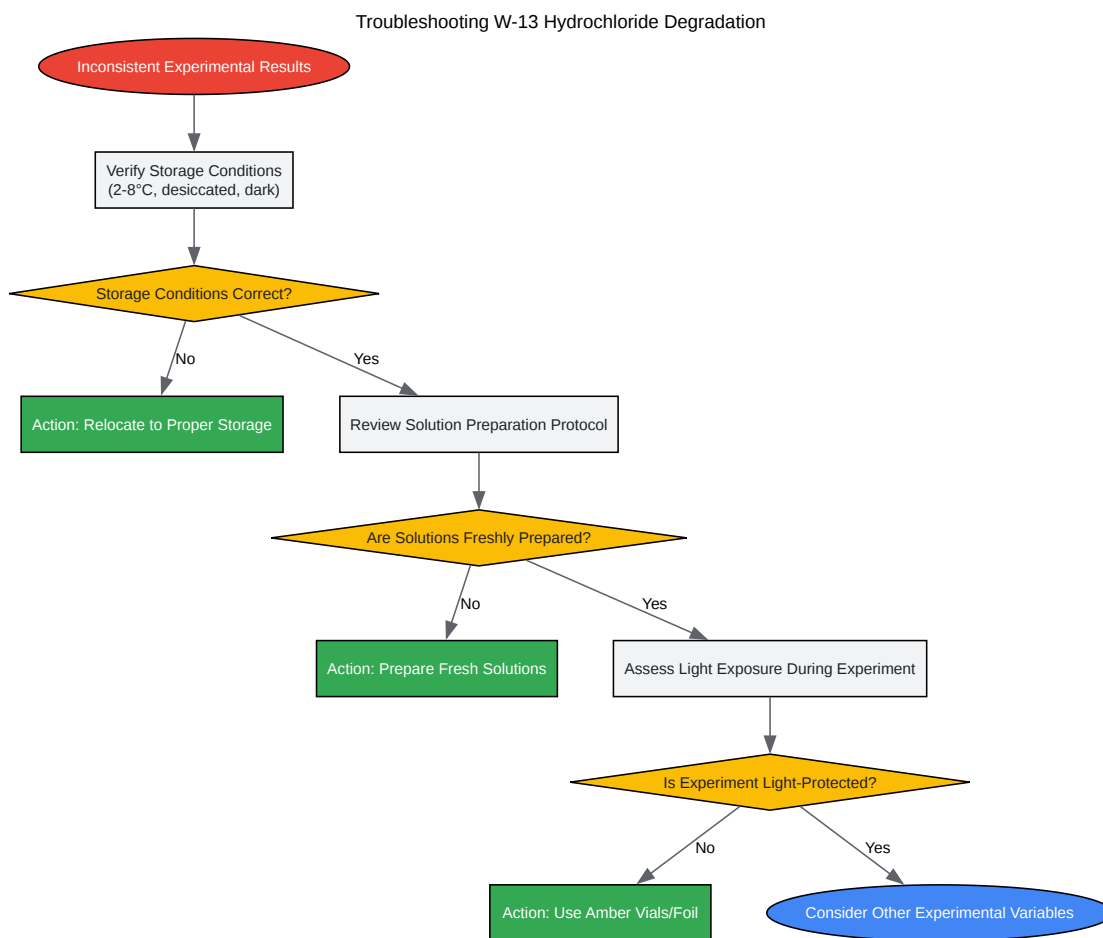 Troubleshooting W-13 Hydrochloride Degradation
Inconsistent Experimental Results
Verify Storage Conditions
(2-8°C, desiccated, dark)
Storage Conditions Correct?
No
Yes
Action: Relocate to Proper Storage
Review Solution Preparation Protocol
Are Solutions Freshly Prepared?
No
Yes
Action: Prepare Fresh Solutions
Assess Light Exposure During Experiment
Is Experiment Light-Protected?
No
Yes
Action: Use Amber Vials/Foil
Consider Other Experimental Variables